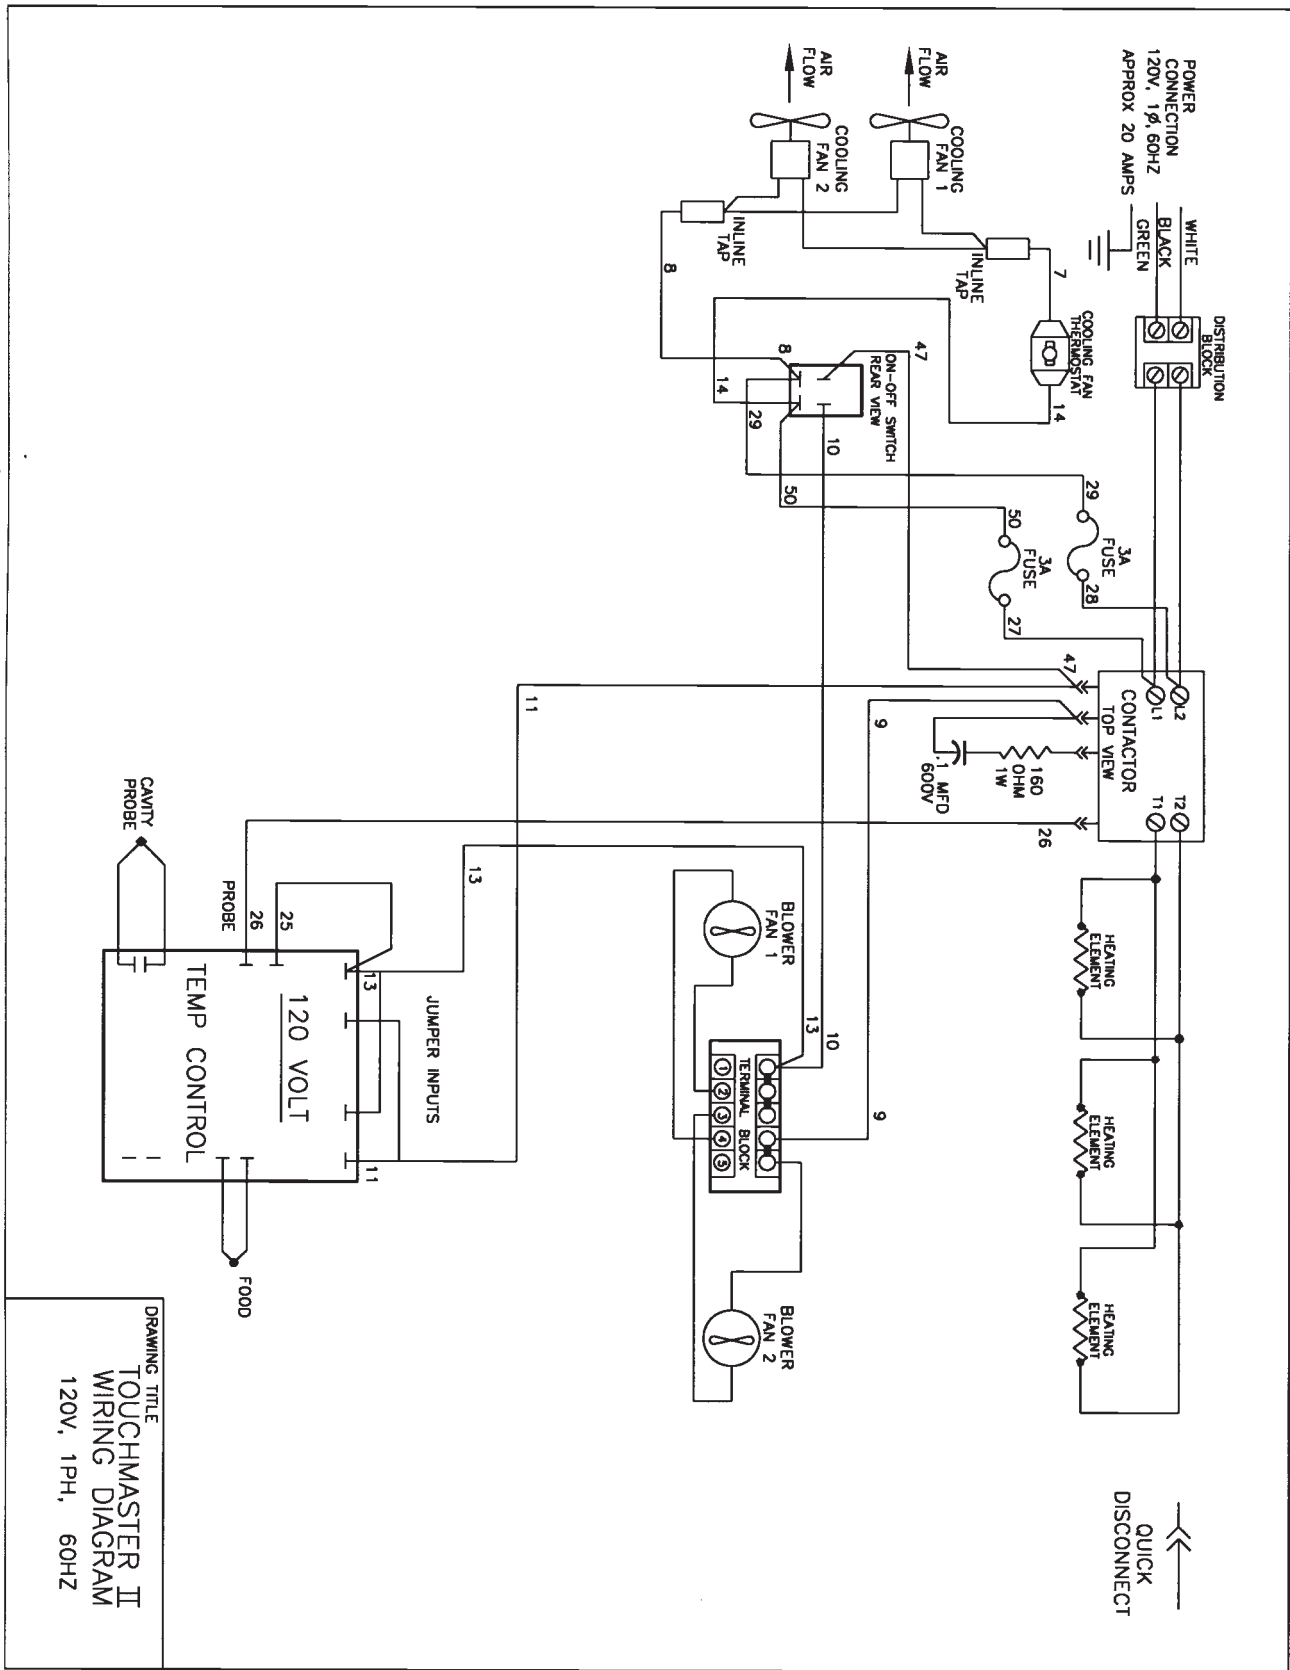 POWER
CONNECTION
120V, 1Ø, 60HZ
APPROX 20 AMPS
WHITE
BLACK
GREEN
DISTRIBUTION
BLOCK
AIR
FLOW
COOLING
FAN 1
AIR
FLOW
COOLING
FAN 2
INLINE
TAP
INLINE
TAP
7
8
COOLING FAN
THERMOSTAT
14
47
8
ON-OFF SWITCH
REAR VIEW
14
29
10
50
29
3A
FUSE
28
50
3A
FUSE
27
47
L2
L1
CONTACTOR
TOP VIEW
T2
T1
11
9
160
OHM
1W
.1 MFD
600V
26
HEATING
ELEMENT
HEATING
ELEMENT
HEATING
ELEMENT
QUICK
DISCONNECT
13
BLOWER
FAN 1
13
10
9
TERMINAL BLOCK
1
2
3
4
5
BLOWER
FAN 2
CAVITY
PROBE
PROBE
26
25
13
JUMPER INPUTS
120 VOLT
TEMP CONTROL
11
FOOD
DRAWING TITLE
TOUCHMASTER II
WIRING DIAGRAM
120V, 1PH, 60HZ